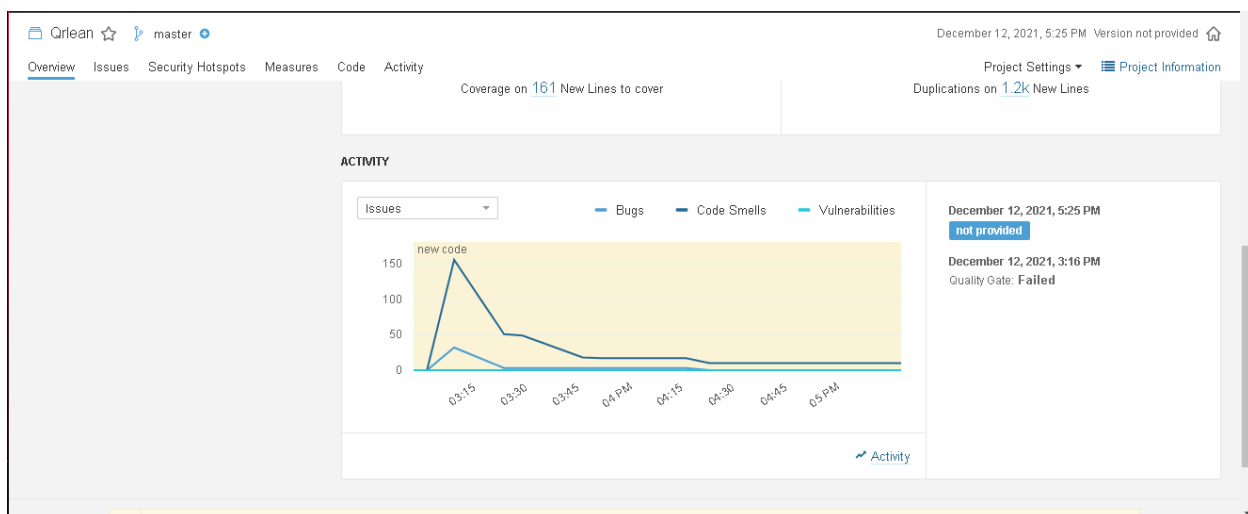 Qrlean master
December 12, 2021, 5:25 PM Version not provided
Overview Issues Security Hotspots Measures Code Activity
Project Settings Project Information
Coverage on 161 New Lines to cover
Duplications on 1.2k New Lines
ACTIVITY
Issues
Bugs Code Smells Vulnerabilities
new code
150
100
50
0
03:15 03:30 03:45 04 PM 04:15 04:30 04:45 05 PM
Activity
December 12, 2021, 5:25 PM
not provided
December 12, 2021, 3:16 PM
Quality Gate: Failed